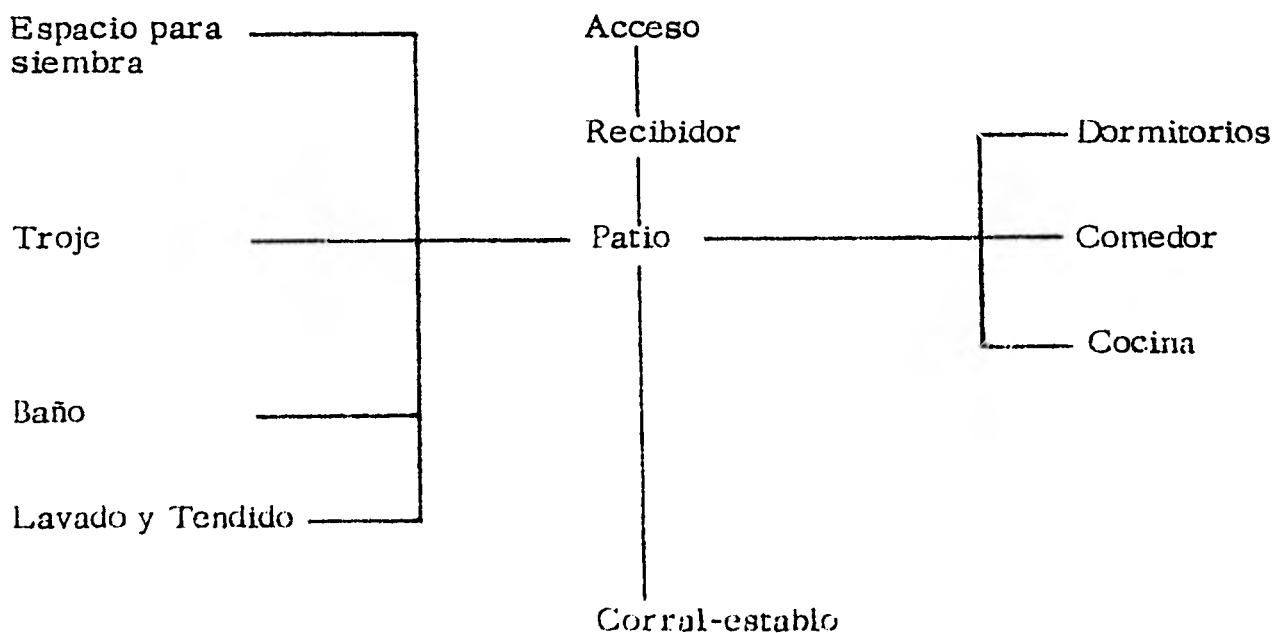 Espacio para
siembra
Acceso
Recibidor
Dormitorios
Troje
Patio
Comedor
Cocina
Baño
Lavado y Tendido
Corral-establo